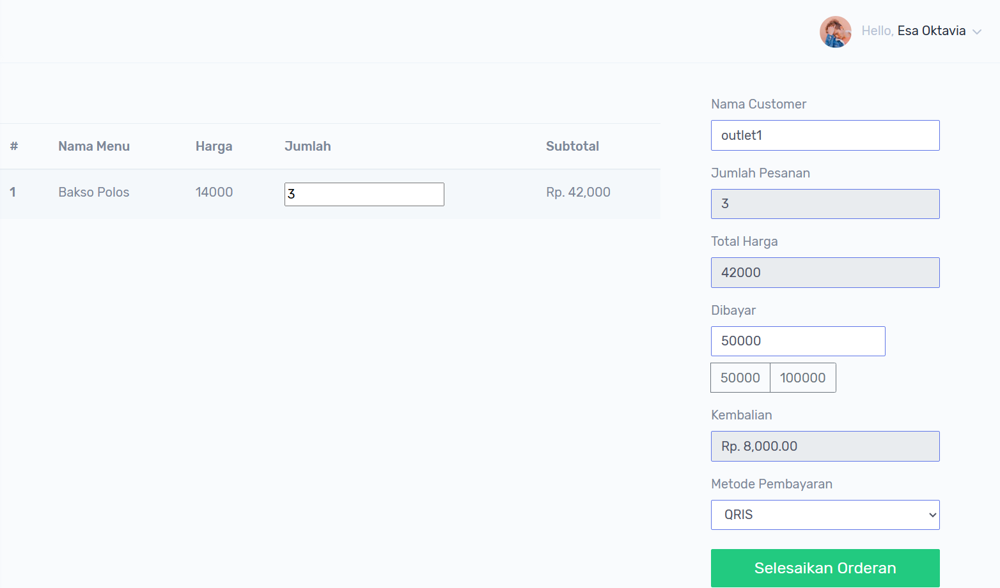 Hello, Esa Oktavia
# Nama Menu Harga Jumlah Subtotal
1 Bakso Polos 14000 3 Rp. 42,000
Nama Customer
outlet1
Jumlah Pesanan
3
Total Harga
42000
Dibayar
50000
50000 100000
Kembalian
Rp. 8,000.00
Metode Pembayaran
QRIS
Selesaikan Orderan